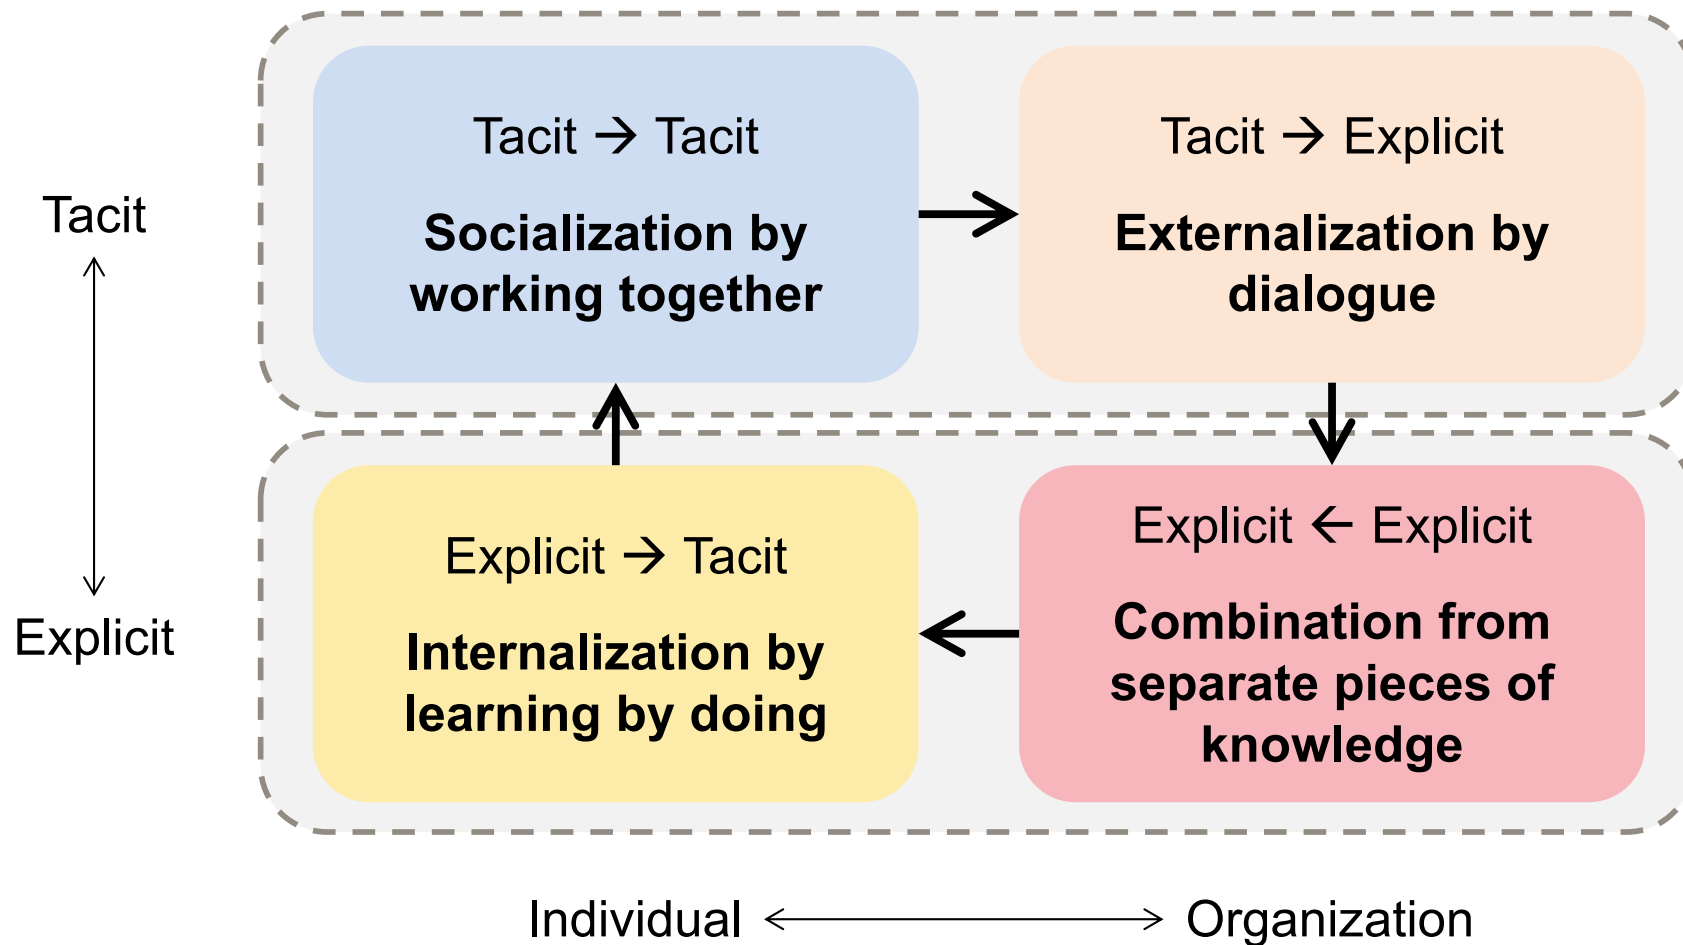 Tacit → Tacit
Socialization by
working together
Tacit → Explicit
Externalization by
dialogue
Tacit
Explicit
Explicit → Tacit
Internalization by
learning by doing
Explicit ← Explicit
Combination from
separate pieces of
knowledge
Individual
Organization